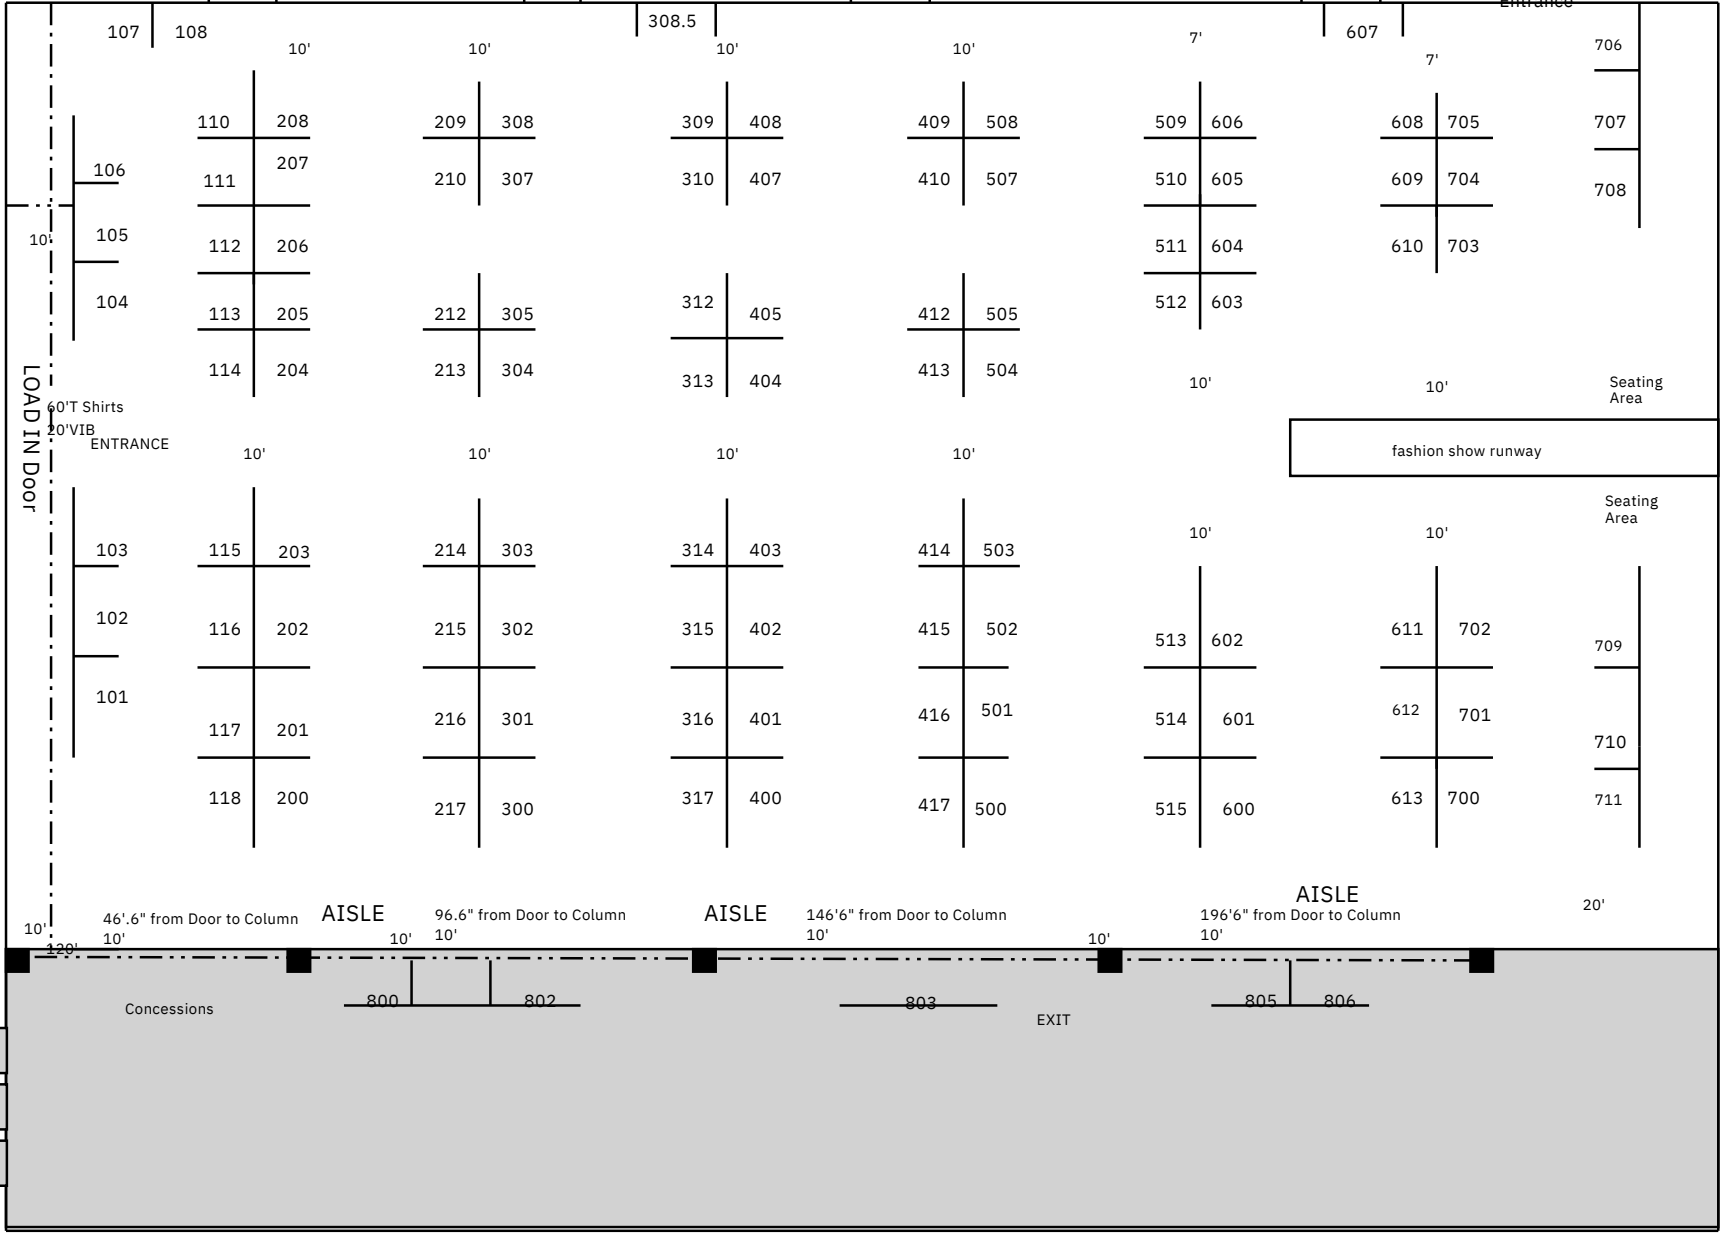 Entrance
107 108
308.5
607
10' 10' 10' 10' 7' 7'
706
110 208 209 308 309 408 409 508 509 606 608 705 707
106 111 207 210 307 310 407 410 507 510 605 609 704 708
10' 105 112 206 511 604 610 703
104 113 205 212 305 312 405 412 505 512 603
114 204 213 304 313 404 413 504
10' 10'
Seating
Area
LOAD IN Door
60'T Shirts
20'VIB
ENTRANCE
10' 10' 10' 10'
fashion show runway
Seating
Area
10' 10'
103 115 203 214 303 314 403 414 503
102 116 202 215 302 315 402 415 502 513 602 611 702 709
101 117 201 216 301 316 401 416 501 514 601 612 701 710
118 200 217 300 317 400 417 500 515 600 613 700 711
AISLE AISLE AISLE
20'
46'.6" from Door to Column 96.6" from Door to Column 146'6" from Door to Column 196'6" from Door to Column
10' 10' 10' 10' 10' 10' 10'
120'
Concessions 800 802 803 805 806
EXIT